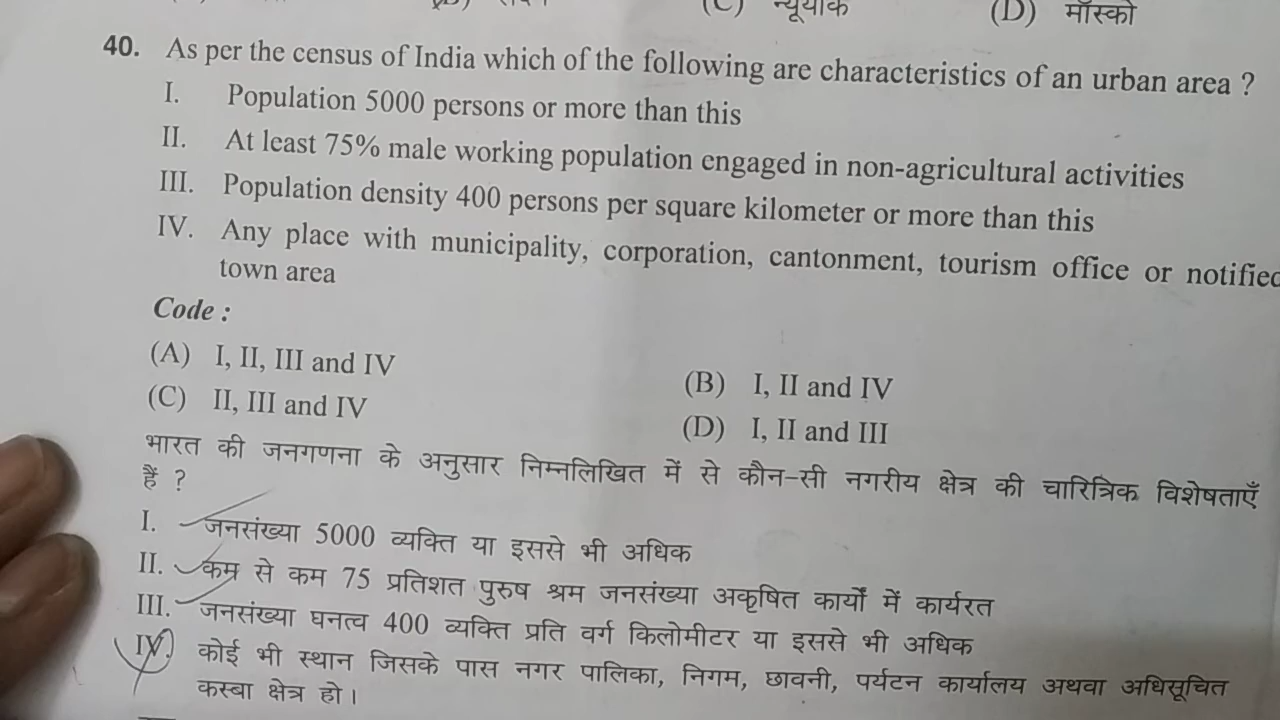 (C) न्यूयॉर्क (D) मॉस्को
40. As per the census of India which of the following are characteristics of an urban area ?
I. Population 5000 persons or more than this
II. At least 75% male working population engaged in non-agricultural activities
III. Population density 400 persons per square kilometer or more than this
IV. Any place with municipality, corporation, cantonment, tourism office or notified
town area
Code :
(A) I, II, III and IV (B) I, II and IV
(C) II, III and IV (D) I, II and III
भारत की जनगणना के अनुसार निम्नलिखित में से कौन-सी नगरीय क्षेत्र की चारित्रिक विशेषताएँ
हैं ?
I. जनसंख्या 5000 व्यक्ति या इससे भी अधिक
II. कम से कम 75 प्रतिशत पुरुष श्रम जनसंख्या अकृषित कार्यों में कार्यरत
III. जनसंख्या घनत्व 400 व्यक्ति प्रति वर्ग किलोमीटर या इससे भी अधिक
IV. कोई भी स्थान जिसके पास नगर पालिका, निगम, छावनी, पर्यटन कार्यालय अथवा अधिसूचित
कस्बा क्षेत्र हो।